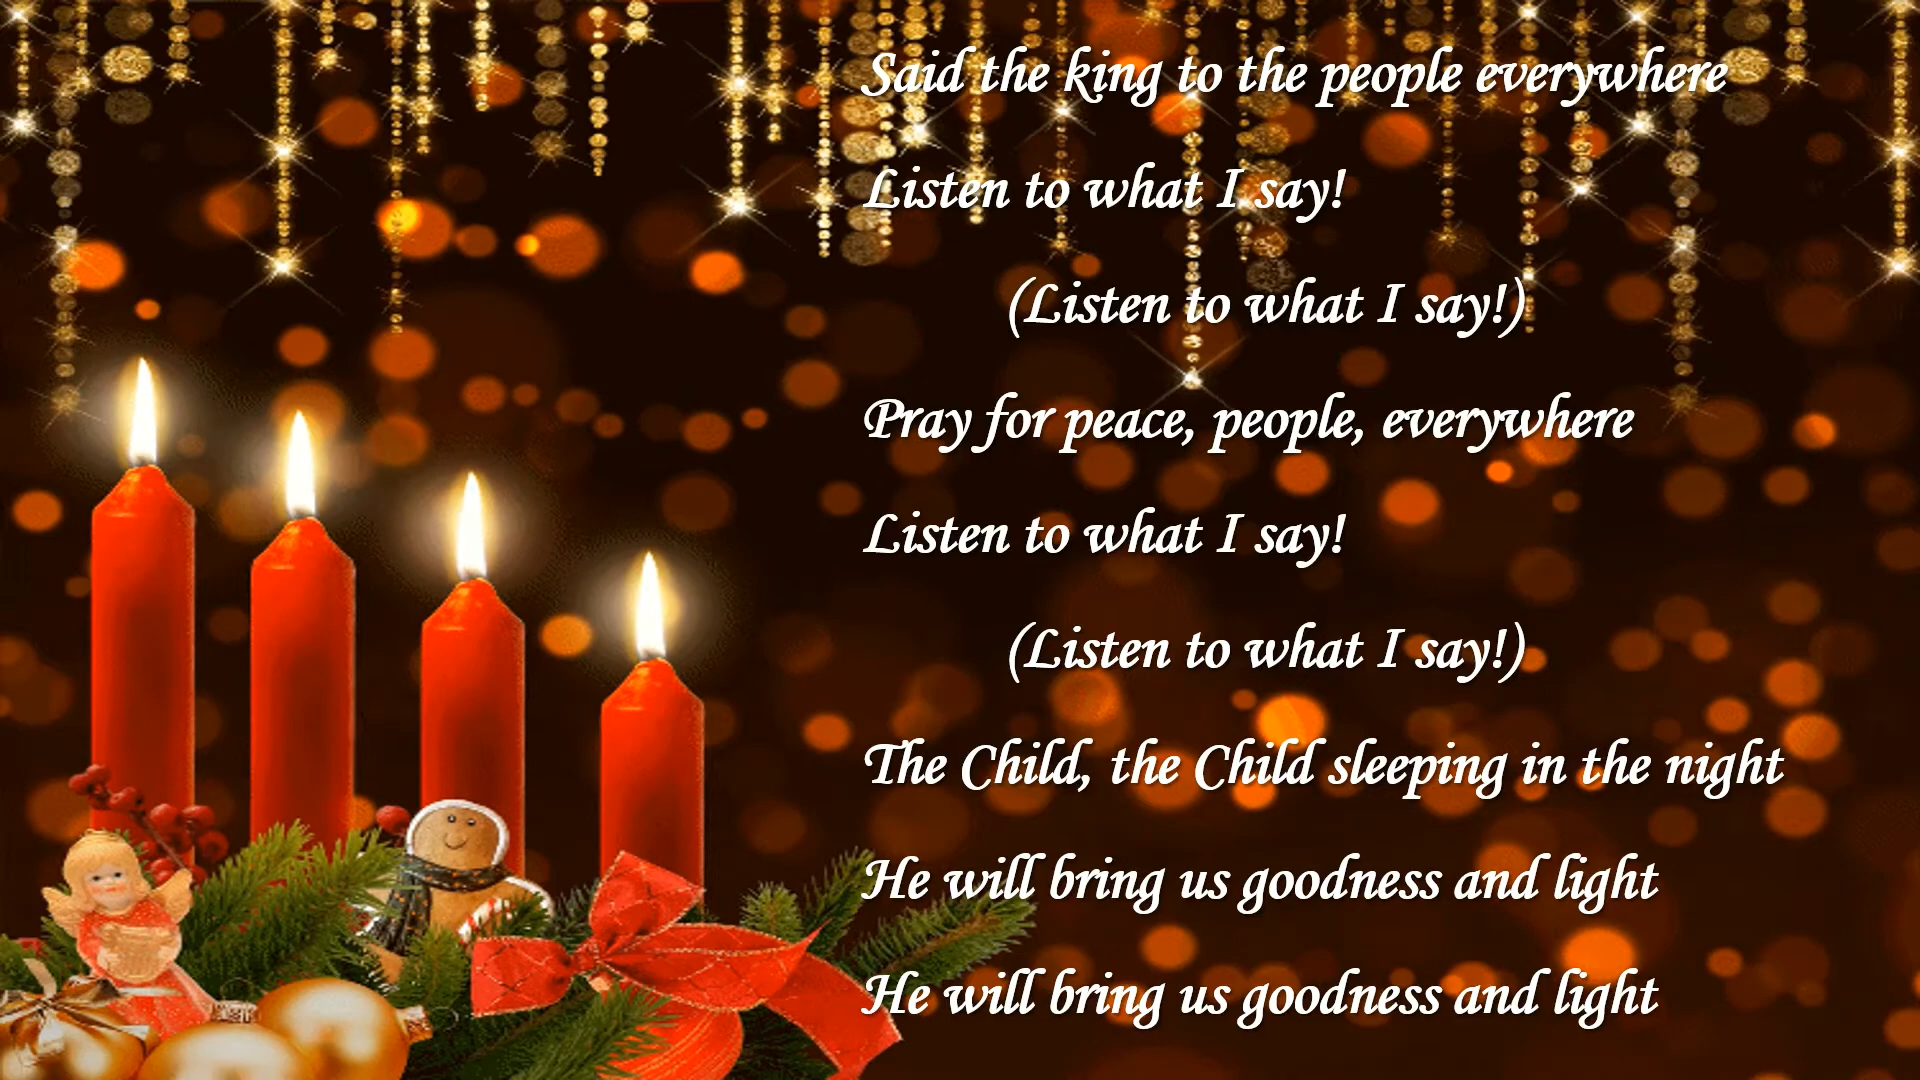 Said the king to the people everywhere
Listen to what I say!
(Listen to what I say!)
Pray for peace, people, everywhere
Listen to what I say!
(Listen to what I say!)
The Child, the Child sleeping in the night
He will bring us goodness and light
He will bring us goodness and light